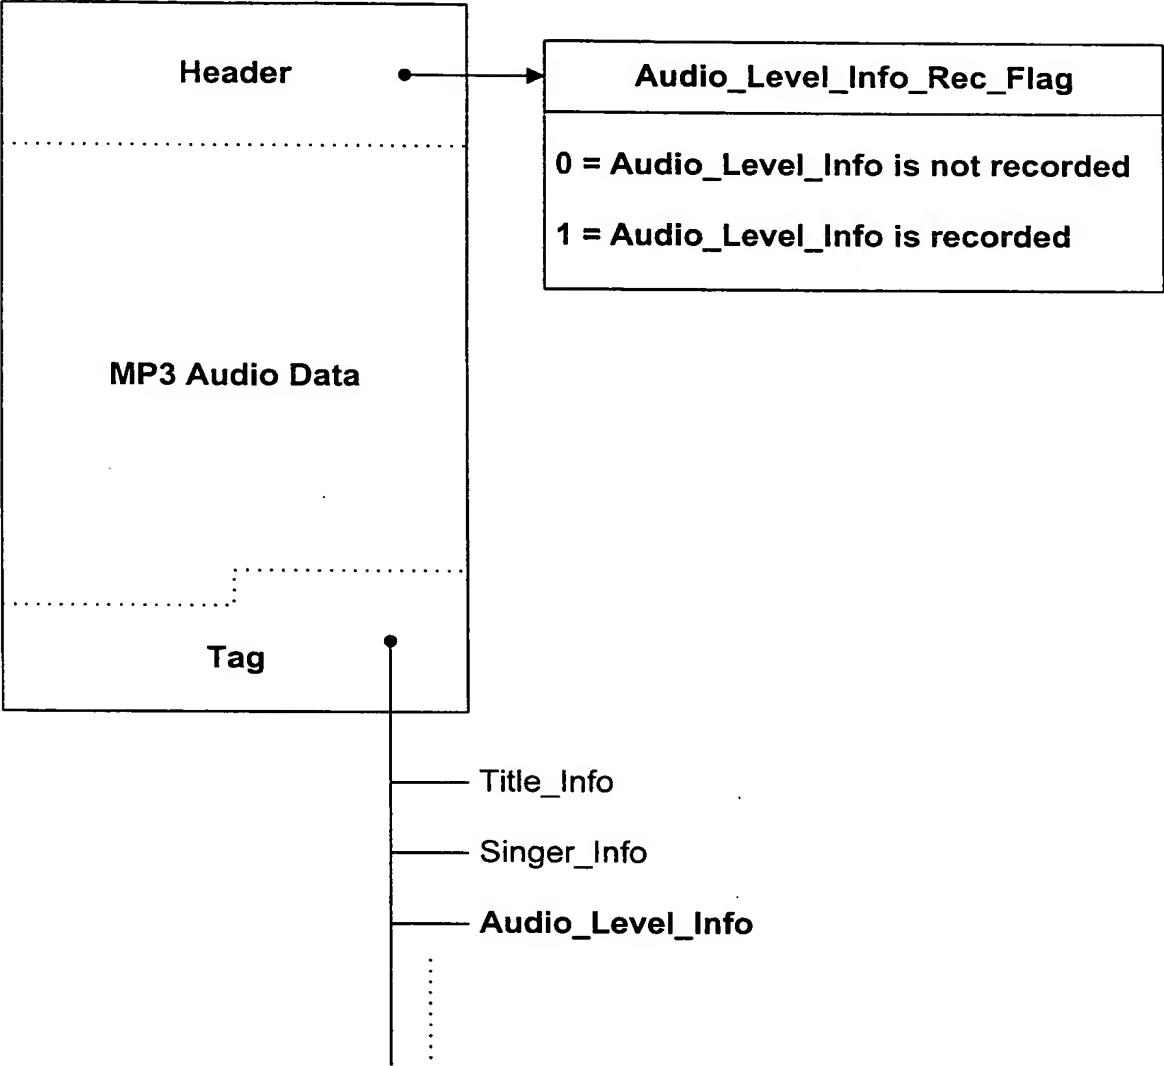 Header
Audio_Level_Info_Rec_Flag
0 = Audio_Level_Info is not recorded
1 = Audio_Level_Info is recorded
MP3 Audio Data
Tag
Title_Info
Singer_Info
Audio_Level_Info